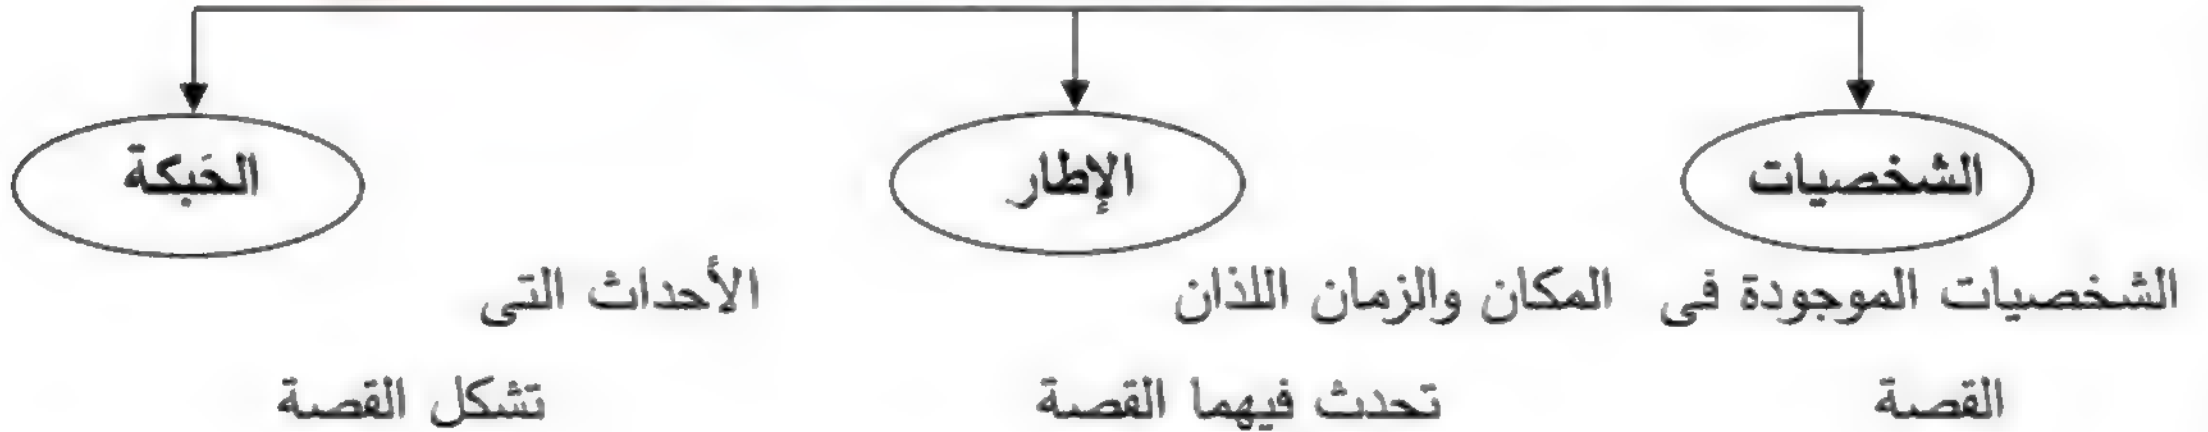 الشخصيات الإطار الحَبكة
الشخصيات الموجودة فى المكان والزمان اللذان الأحداث التى
القصة تحدث فيهما القصة تشكل القصة